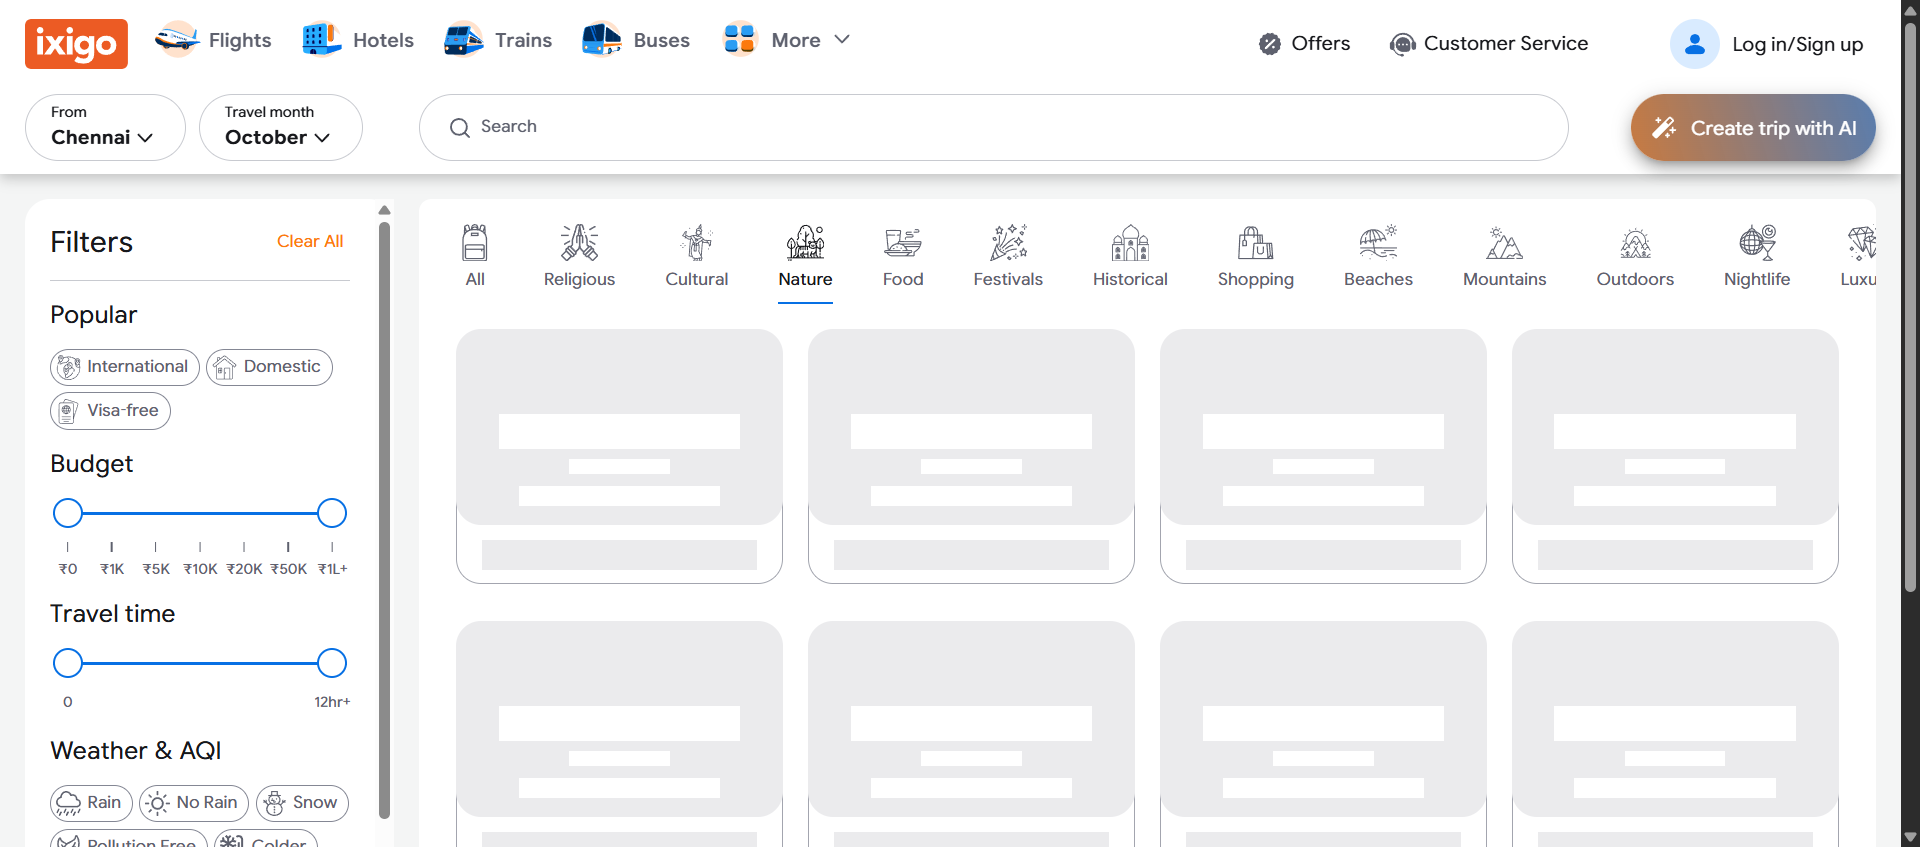 ixigo Flights Hotels Trains Buses More Offers Customer Service Log in/Sign up
From
Chennai
Travel month
October
Search
Create trip with AI
Filters Clear All
Popular
International Domestic
Visa-free
Budget
₹0 ₹1K ₹5K ₹10K ₹20K ₹50K ₹1L+
Travel time
0 12hr+
Weather & AQI
Rain No Rain Snow
Pollution Free Colder
All Religious Cultural Nature Food Festivals Historical Shopping Beaches Mountains Outdoors Nightlife Luxu